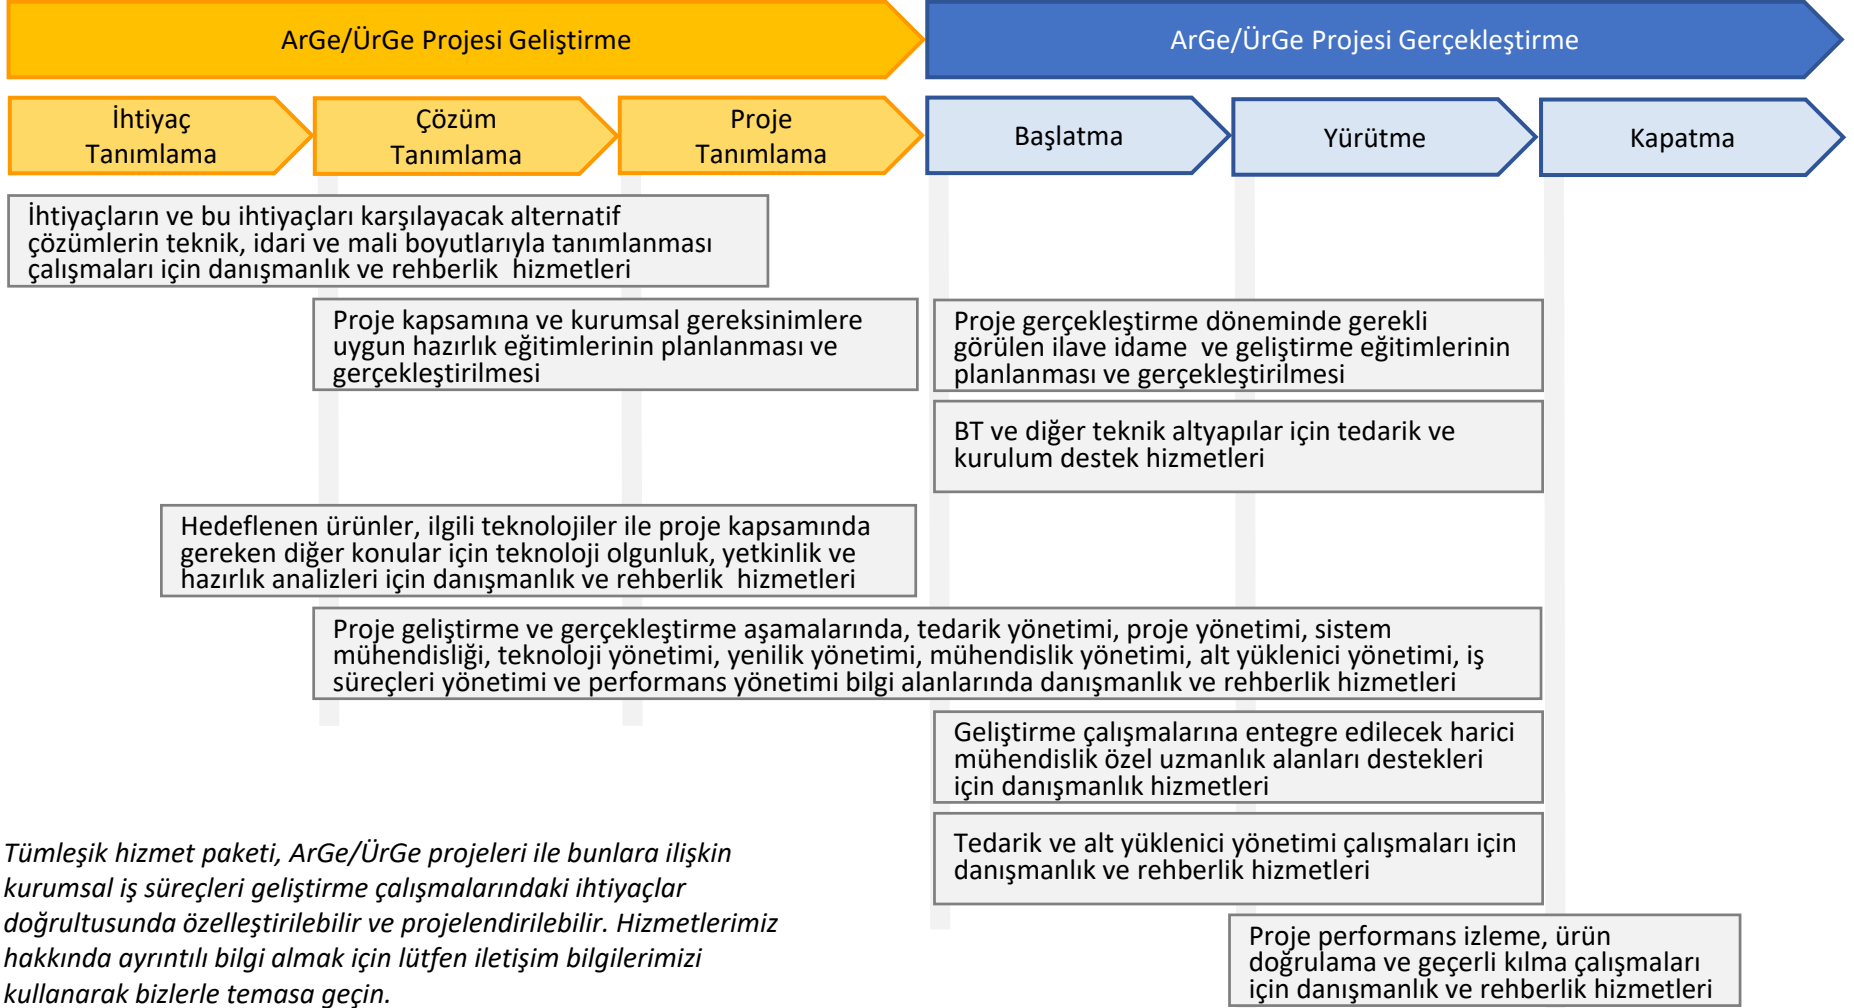 ArGe/ÜrGe Projesi Geliştirme
ArGe/ÜrGe Projesi Gerçekleştirme
İhtiyaç
Tanımlama
Çözüm
Tanımlama
Proje
Tanımlama
Başlatma
Yürütme
Kapatma
İhtiyaçların ve bu ihtiyaçları karşılayacak alternatif
çözümlerin teknik, idari ve mali boyutlarıyla tanımlanması
çalışmaları için danışmanlık ve rehberlik hizmetleri
Proje kapsamına ve kurumsal gereksinimlere
uygun hazırlık eğitimlerinin planlanması ve
gerçekleştirilmesi
Proje gerçekleştirme döneminde gerekli
görülen ilave idame ve geliştirme eğitimlerinin
planlanması ve gerçekleştirilmesi
BT ve diğer teknik altyapılar için tedarik ve
kurulum destek hizmetleri
Hedeflenen ürünler, ilgili teknolojiler ile proje kapsamında
gereken diğer konular için teknoloji olgunluk, yetkinlik ve
hazırlık analizleri için danışmanlık ve rehberlik hizmetleri
Proje geliştirme ve gerçekleştirme aşamalarında, tedarik yönetimi, proje yönetimi, sistem
mühendisliği, teknoloji yönetimi, yenilik yönetimi, mühendislik yönetimi, alt yüklenici yönetimi, iş
süreçleri yönetimi ve performans yönetimi bilgi alanlarında danışmanlık ve rehberlik hizmetleri
Geliştirme çalışmalarına entegre edilecek harici
mühendislik özel uzmanlık alanları destekleri
için danışmanlık hizmetleri
Tedarik ve alt yüklenici yönetimi çalışmaları için
danışmanlık ve rehberlik hizmetleri
Proje performans izleme, ürün
doğrulama ve geçerli kılma çalışmaları
için danışmanlık ve rehberlik hizmetleri
Tümleşik hizmet paketi, ArGe/ÜrGe projeleri ile bunlara ilişkin
kurumsal iş süreçleri geliştirme çalışmalarındaki ihtiyaçlar
doğrultusunda özelleştirilebilir ve projelendirilebilir. Hizmetlerimiz
hakkında ayrıntılı bilgi almak için lütfen iletişim bilgilerimizi
kullanarak bizlerle temasa geçin.